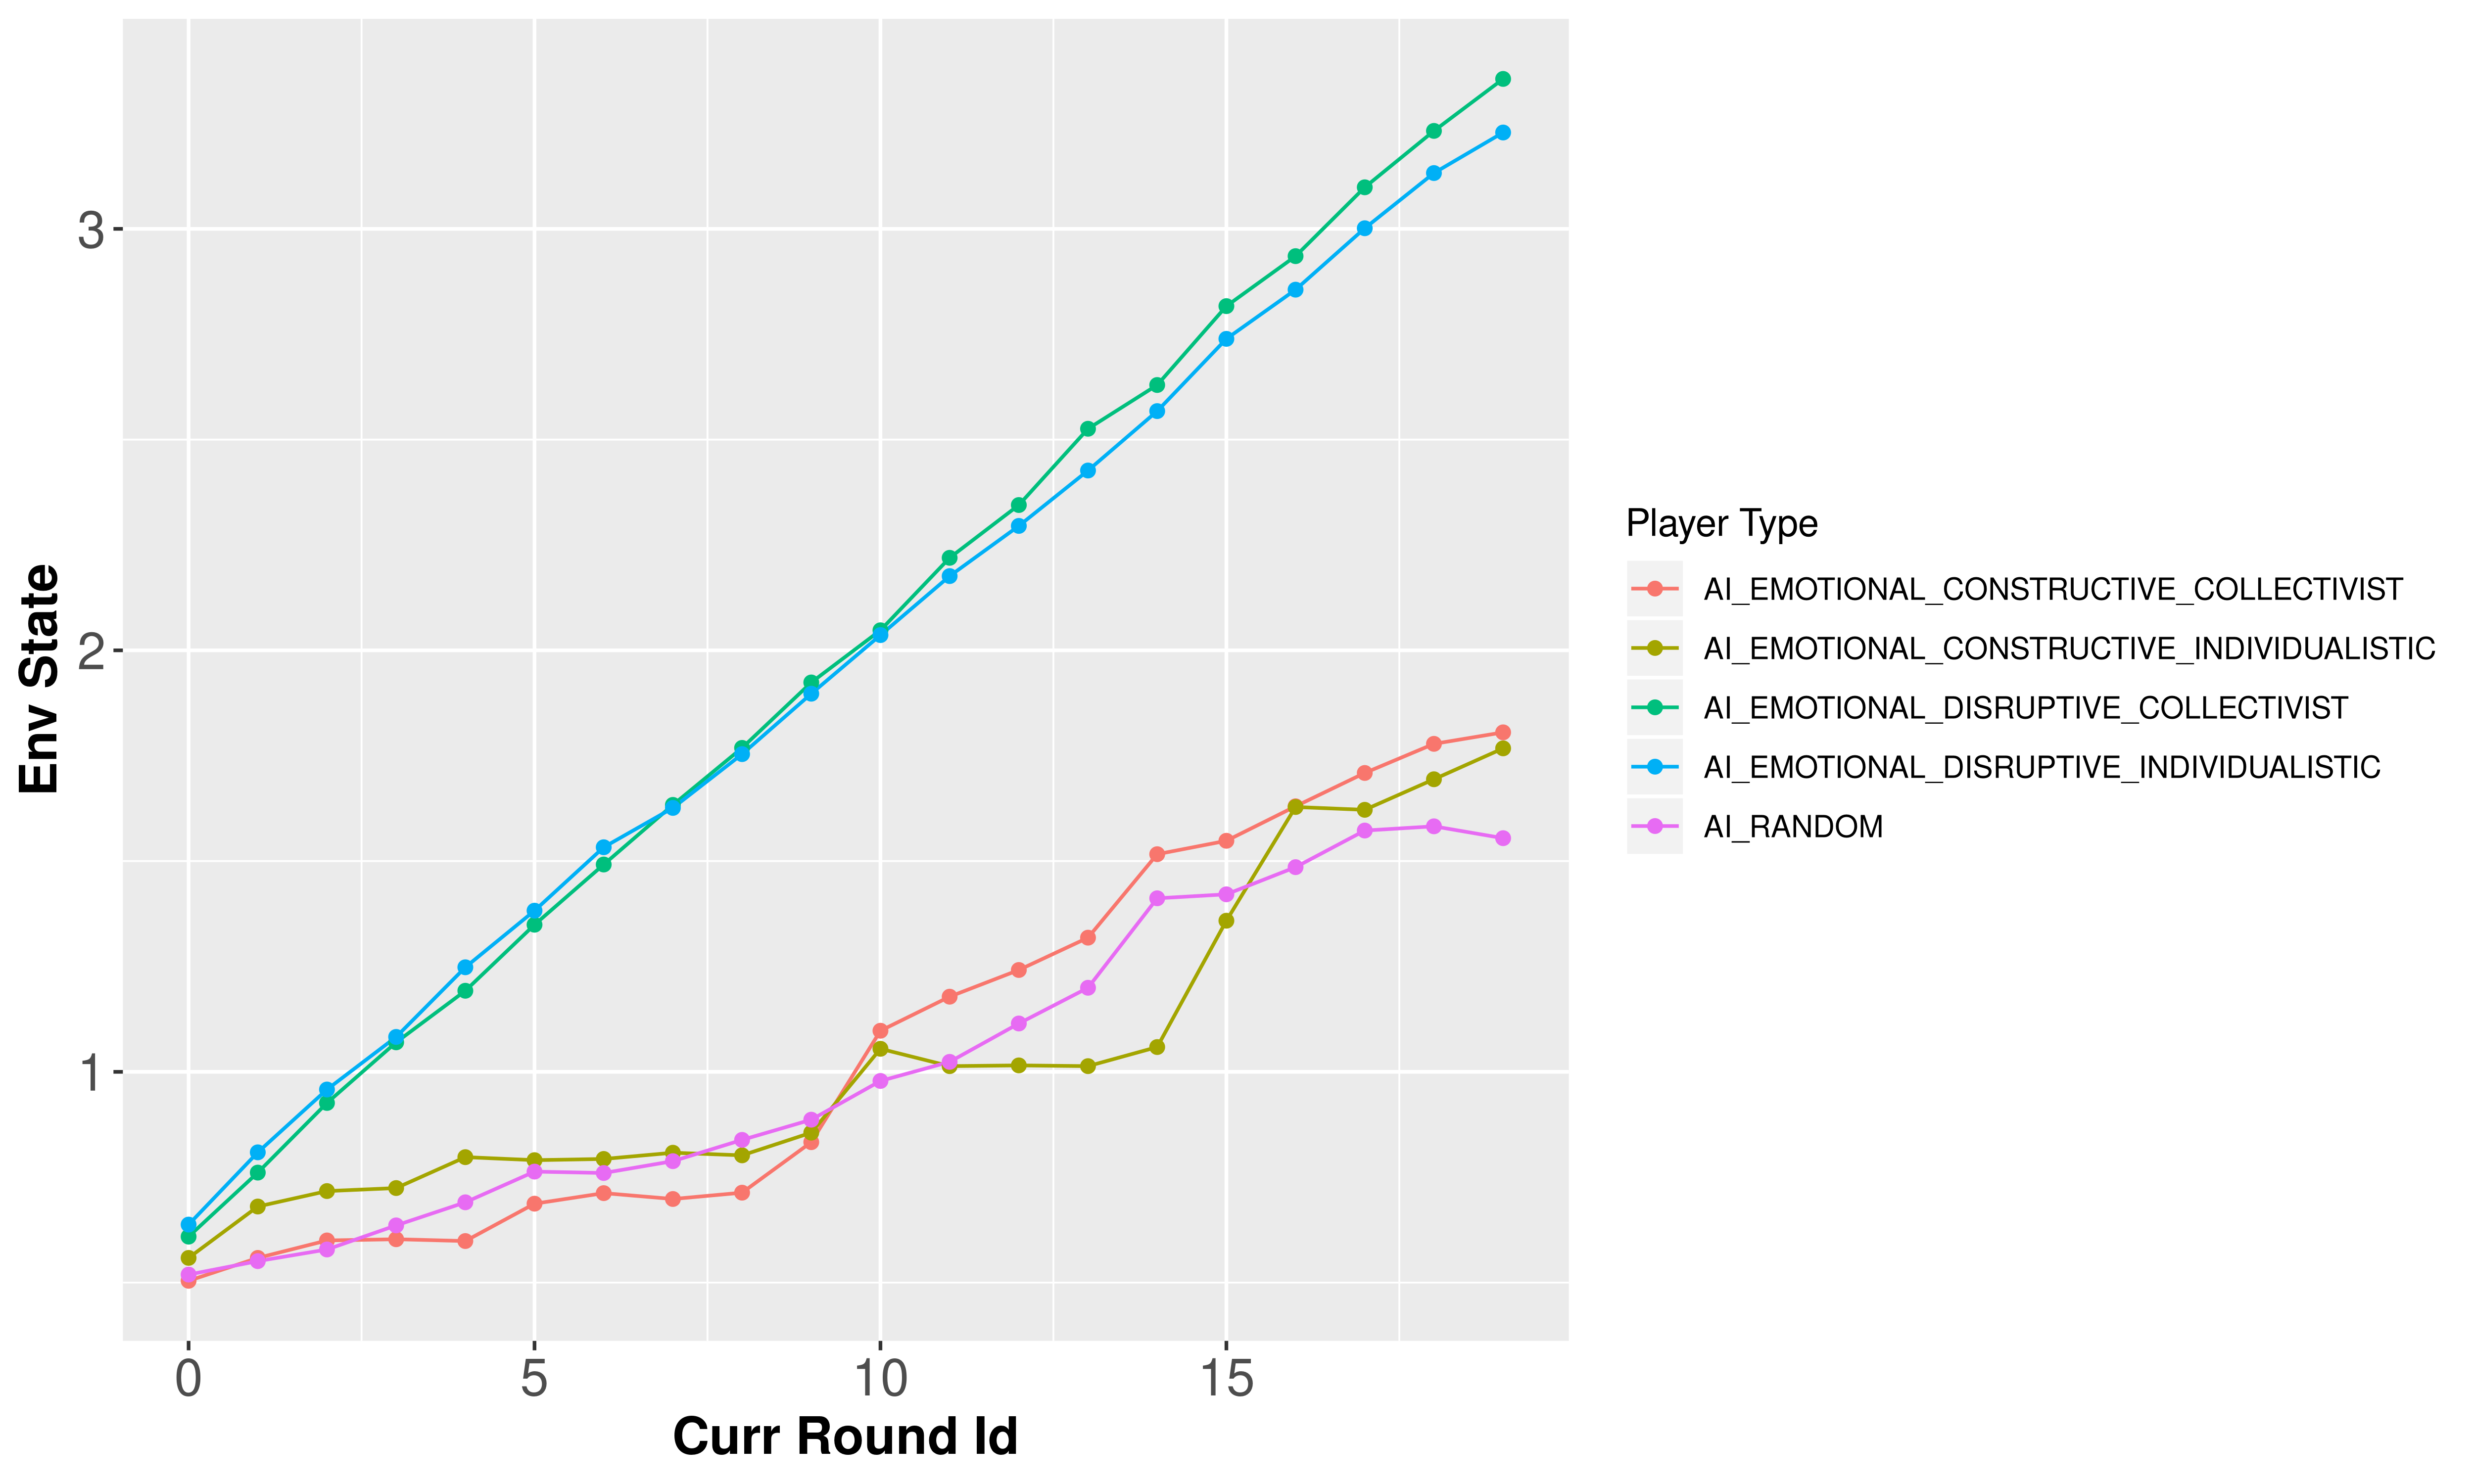 Env State
3
2
1
0 5 10 15
Curr Round Id
Player Type
AI_EMOTIONAL_CONSTRUCTIVE_COLLECTIVIST
AI_EMOTIONAL_CONSTRUCTIVE_INDIVIDUALISTIC
AI_EMOTIONAL_DISRUPTIVE_COLLECTIVIST
AI_EMOTIONAL_DISRUPTIVE_INDIVIDUALISTIC
AI_RANDOM